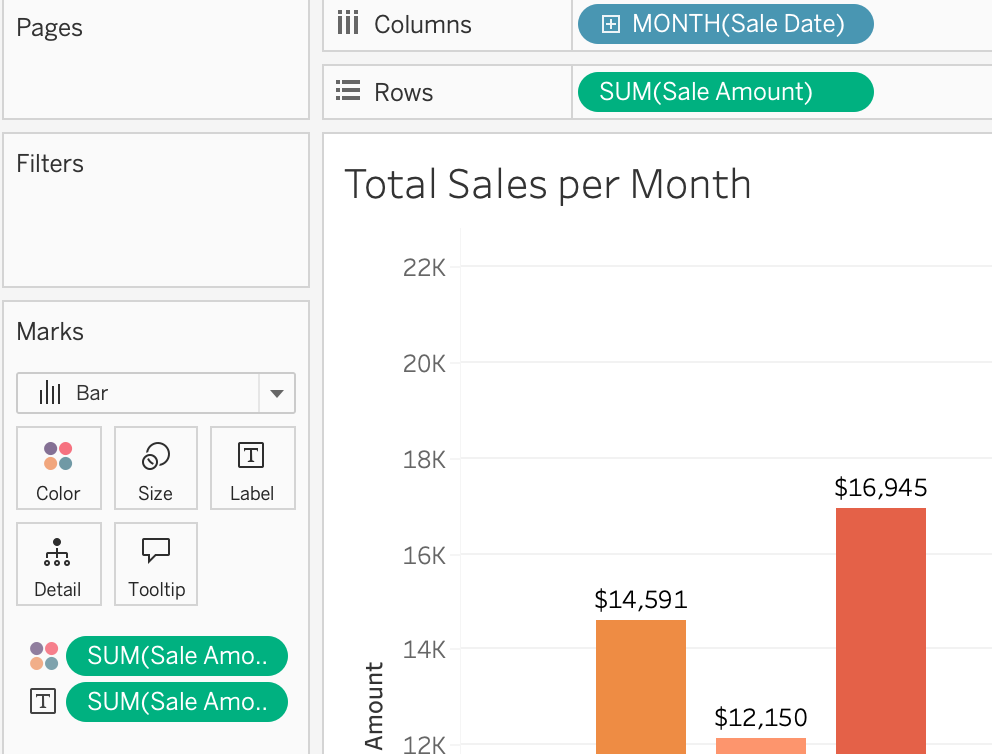 Pages
Columns
MONTH(Sale Date)
Rows
SUM(Sale Amount)
Filters
Marks
Bar
Color
Size
T
Label
Detail
Tooltip
SUM(Sale Amo..
T
SUM(Sale Amo..
Total Sales per Month
22K
20K
18K
16K
14K
12K
Amount
$14,591
$12,150
$16,945